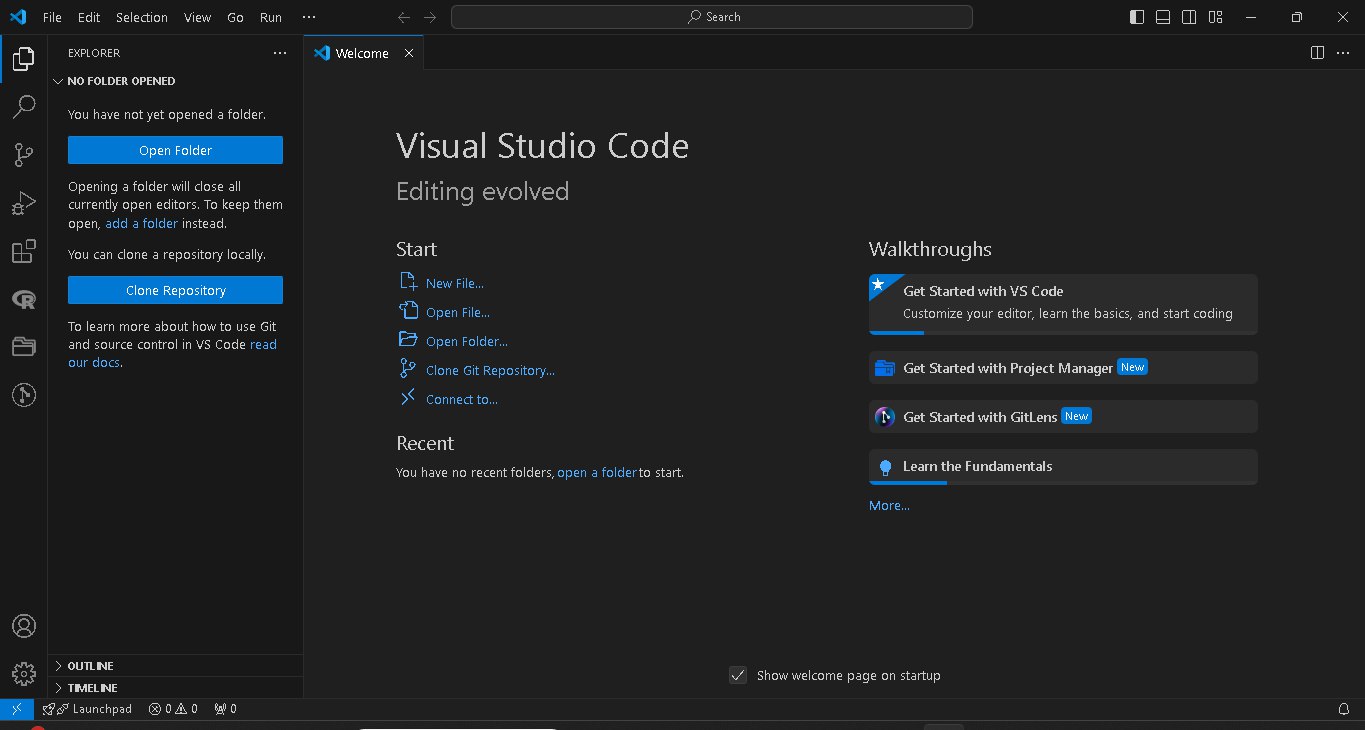 File Edit Selection View Go Run ···
Search
EXPLORER
NO FOLDER OPENED
You have not yet opened a folder.
Open Folder
Opening a folder will close all
currently open editors. To keep them
open, add a folder instead.
You can clone a repository locally.
Clone Repository
To learn more about how to use Git
and source control in VS Code read
our docs.
OUTLINE
TIMELINE
Welcome
Visual Studio Code
Editing evolved
Start
New File...
Open File...
Open Folder...
Clone Git Repository...
Connect to...
Recent
You have no recent folders, open a folder to start.
Walkthroughs
Get Started with VS Code
Customize your editor, learn the basics, and start coding
Get Started with Project Manager New
Get Started with GitLens New
Learn the Fundamentals
More...
Show welcome page on startup
Launchpad 0 0 0